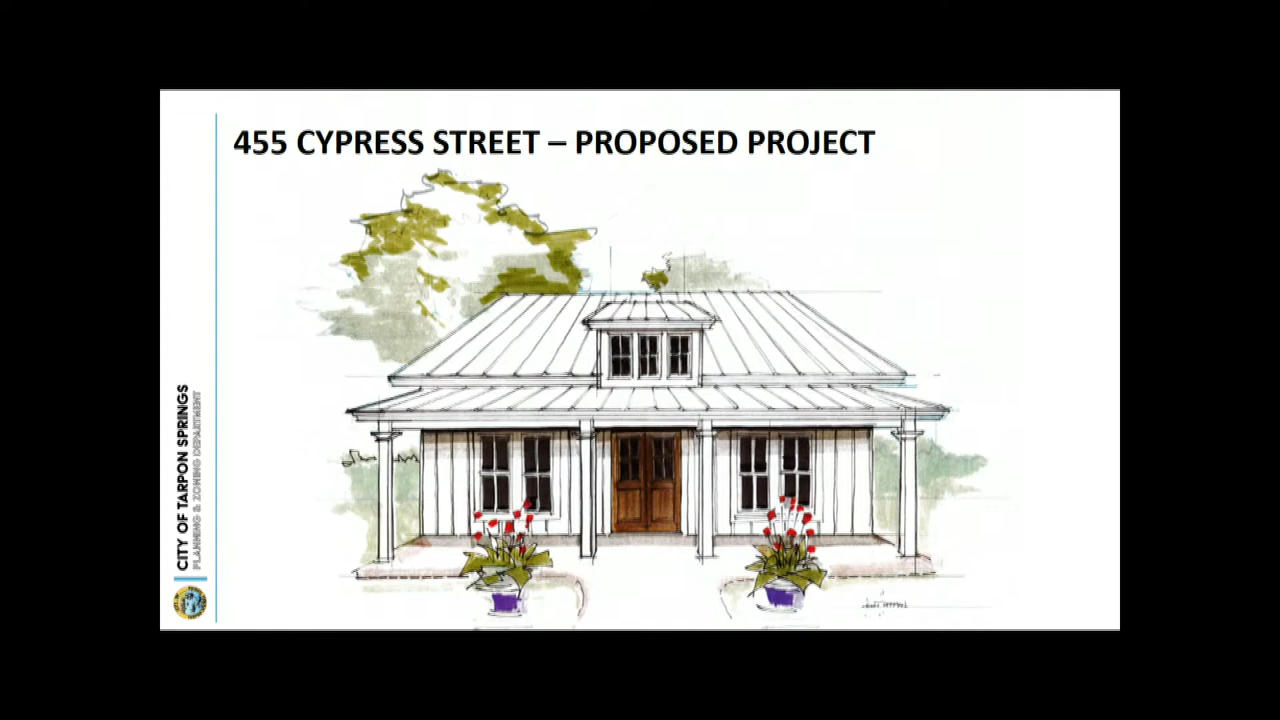 455 CYPRESS STREET – PROPOSED PROJECT
CITY OF TARPON SPRINGS
PLANNING & ZONING DEPARTMENT